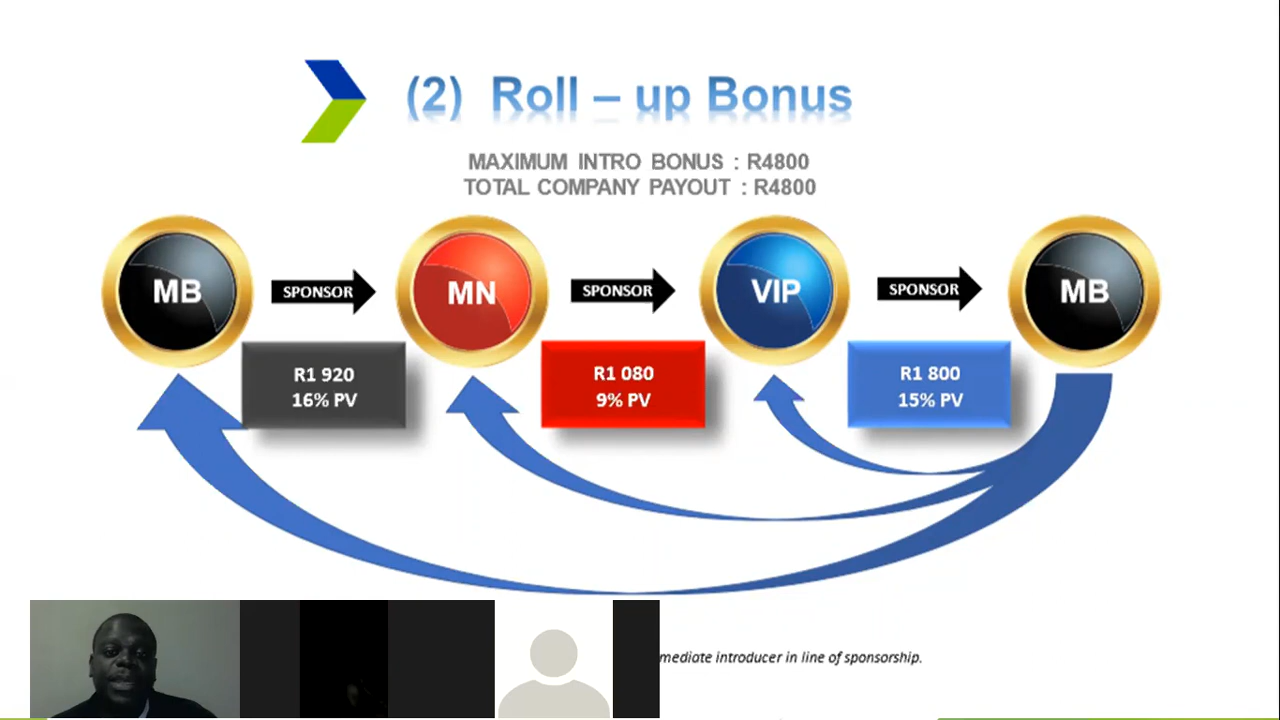 (2) Roll – up Bonus
MAXIMUM INTRO BONUS : R4800
TOTAL COMPANY PAYOUT : R4800
MB
SPONSOR
MN
SPONSOR
VIP
SPONSOR
MB
R1 920
16% PV
R1 080
9% PV
R1 800
15% PV
introducer in line of sponsorship.